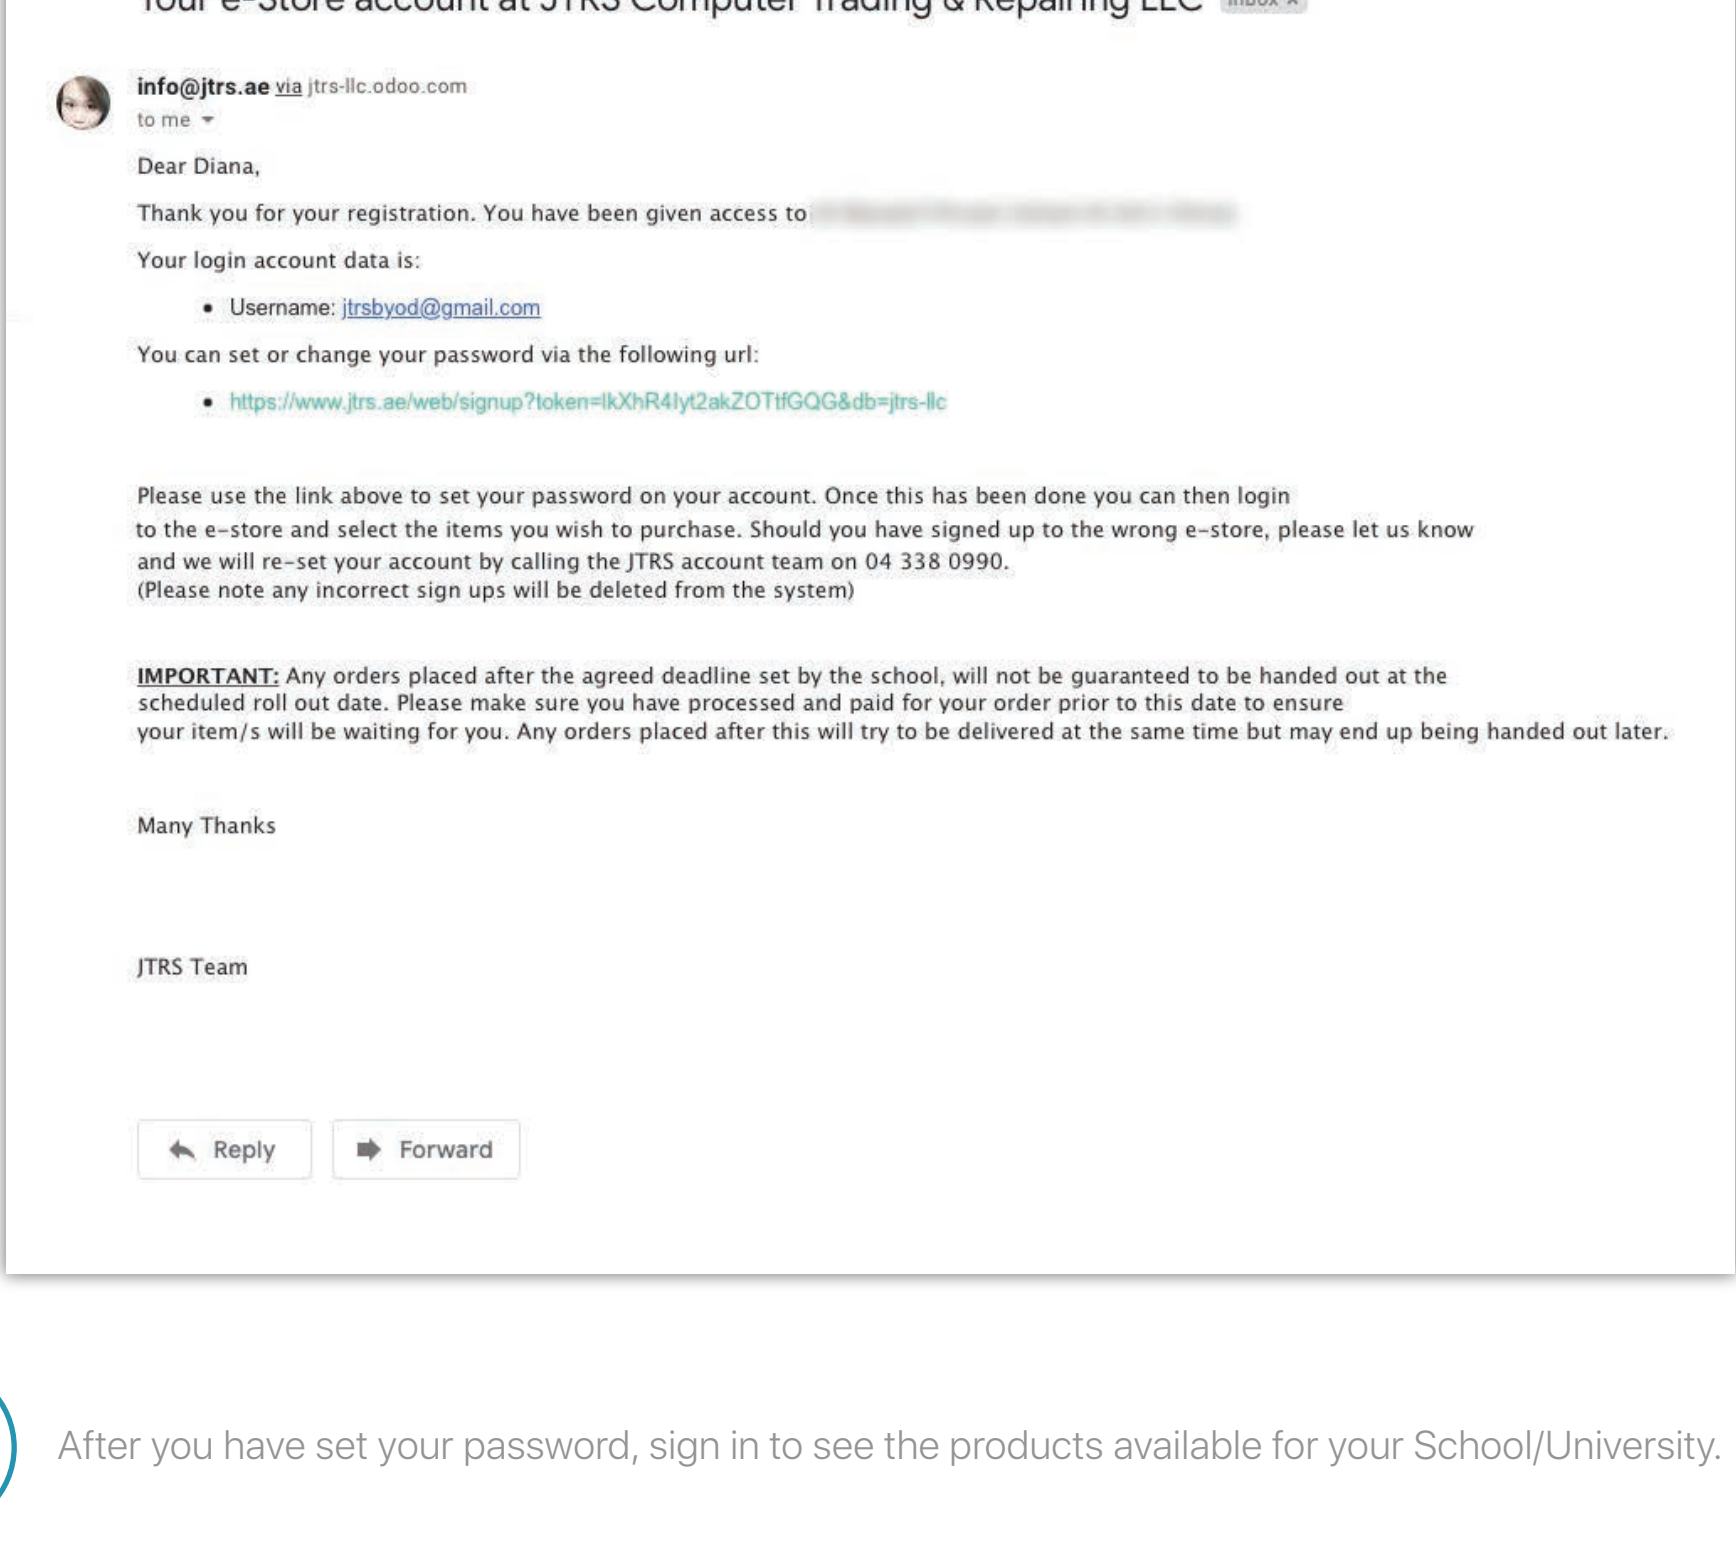 Your e-Store account at JTRS Computer Trading & Repairing LLC Inbox x
info@jtrs.ae via jtrs-llc.odoo.com
to me
Dear Diana,
Thank you for your registration. You have been given access to
Your login account data is:
• Username: jtrsbyod@gmail.com
You can set or change your password via the following url:
• https://www.jtrs.ae/web/signup?token=lkXhR4Iyt2akZOTtfGQG&db=jtrs-llc
Please use the link above to set your password on your account. Once this has been done you can then login
to the e-store and select the items you wish to purchase. Should you have signed up to the wrong e-store, please let us know
and we will re-set your account by calling the JTRS account team on 04 338 0990.
(Please note any incorrect sign ups will be deleted from the system)
IMPORTANT: Any orders placed after the agreed deadline set by the school, will not be guaranteed to be handed out at the
scheduled roll out date. Please make sure you have processed and paid for your order prior to this date to ensure
your item/s will be waiting for you. Any orders placed after this will try to be delivered at the same time but may end up being handed out later.
Many Thanks
JTRS Team
Reply
Forward
After you have set your password, sign in to see the products available for your School/University.